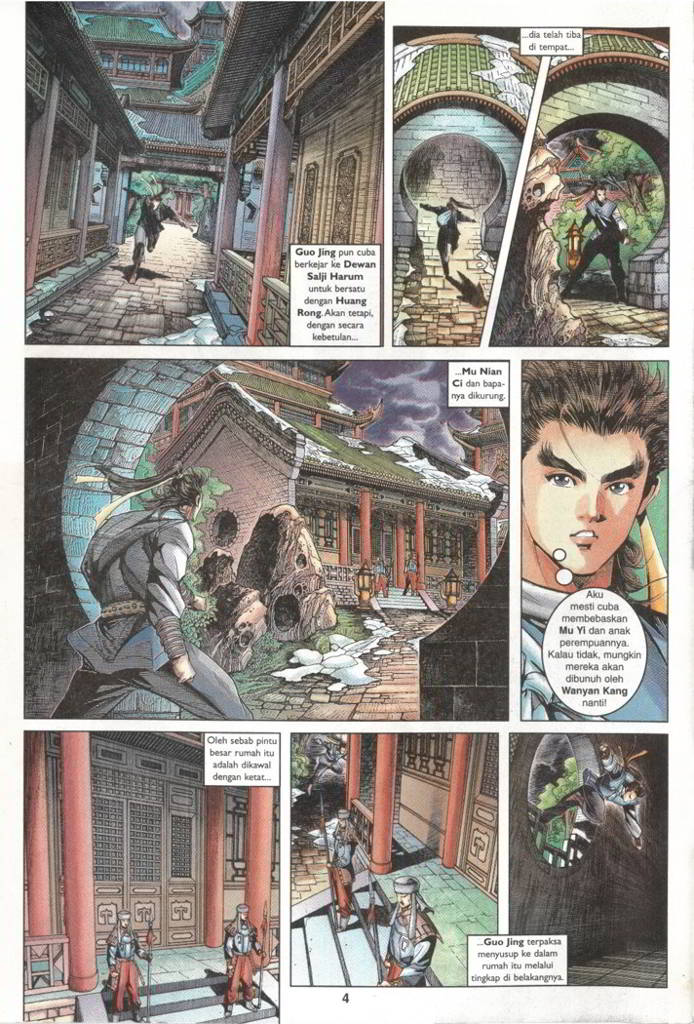 Guo Jing pun cuba
berkejar ke Dewan
Salji Harum
untuk bersatu
dengan Huang
Rong. Akan tetapi,
dengan secara
kebetulan...
...dia telah tiba
di tempat...
...Mu Nian
Ci dan bapa-
nya dikurung.
Aku
mesti cuba
membebaskan
Mu Yi dan anak
perempuannya.
Kalau tidak, mungkin
mereka akan
dibunuh oleh
Wanyan Kang
nanti!
Oleh sebab pintu
besar rumah itu
adalah dikawal
dengan ketat...
...Guo Jing terpaksa
menyusup ke dalam
rumah itu melalui
tingkap di belakangnya.
4